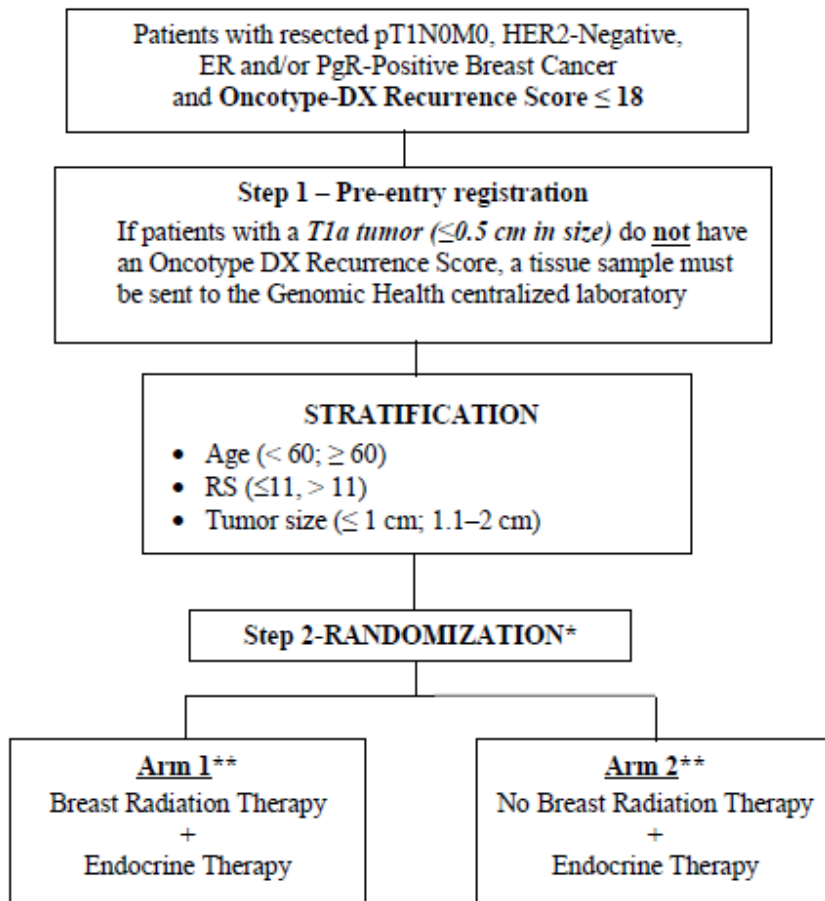 Patients with resected pT1N0M0, HER2-Negative,
ER and/or PgR-Positive Breast Cancer
and Oncotype-DX Recurrence Score ≤ 18
Step 1 – Pre-entry registration
If patients with a T1a tumor (≤0.5 cm in size) do not have
an Oncotype DX Recurrence Score, a tissue sample must
be sent to the Genomic Health centralized laboratory
STRATIFICATION
• Age (< 60; ≥ 60)
• RS (≤11, > 11)
• Tumor size (≤ 1 cm; 1.1–2 cm)
Step 2-RANDOMIZATION*
Arm 1**
Breast Radiation Therapy
+
Endocrine Therapy
Arm 2**
No Breast Radiation Therapy
+
Endocrine Therapy